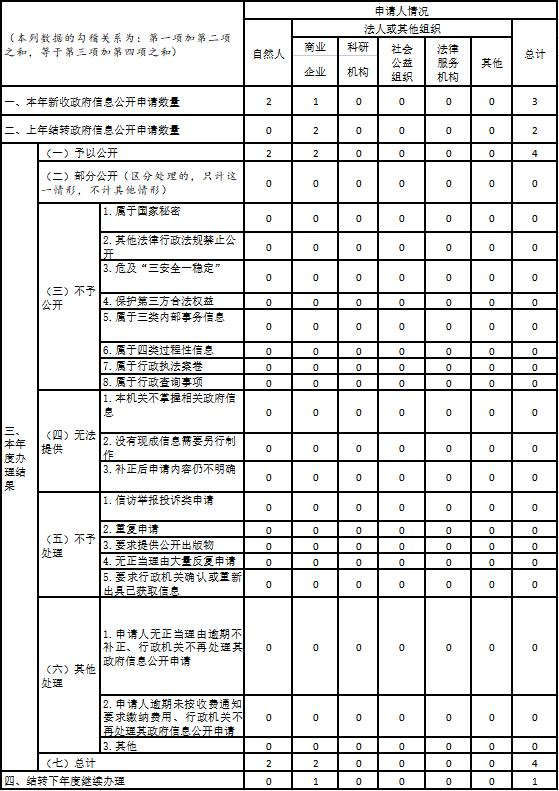 申请人情况
（本列数据的勾稽关系为：第一项加第二项
之和，等于第三项加第四项之和）
自然人
法人或其他组织
总计
商业
企业
科研
机构
社会
公益
组织
法律
服务
机构
其他
一、本年新收政府信息公开申请数量 2 1 0 0 0 0 3
二、上年结转政府信息公开申请数量 0 2 0 0 0 0 2
三、
本年
度办
理结
果
（一）予以公开 2 2 0 0 0 0 4
（二）部分公开（区分处理的，只计这
一情形，不计其他情形） 0 0 0 0 0 0 0
（三）不予
公开
1.属于国家秘密 0 0 0 0 0 0 0
2.其他法律行政法规禁止公
开 0 0 0 0 0 0 0
3.危及“三安全一稳定” 0 0 0 0 0 0 0
4.保护第三方合法权益 0 0 0 0 0 0 0
5.属于三类内部事务信息 0 0 0 0 0 0 0
6.属于四类过程性信息 0 0 0 0 0 0 0
7.属于行政执法案卷 0 0 0 0 0 0 0
8.属于行政查询事项 0 0 0 0 0 0 0
（四）无法
提供
1.本机关不掌握相关政府信
息 0 0 0 0 0 0 0
2.没有现成信息需要另行制
作 0 0 0 0 0 0 0
3.补正后申请内容仍不明确 0 0 0 0 0 0 0
（五）不予
处理
1.信访举报投诉类申请 0 0 0 0 0 0 0
2.重复申请 0 0 0 0 0 0 0
3.要求提供公开出版物 0 0 0 0 0 0 0
4.无正当理由大量反复申请 0 0 0 0 0 0 0
5.要求行政机关确认或重新
出具已获取信息 0 0 0 0 0 0 0
（六）其他
处理
1.申请人无正当理由逾期不
补正、行政机关不再处理其
政府信息公开申请 0 0 0 0 0 0 0
2.申请人逾期未按收费通知
要求缴纳费用、行政机关不
再处理其政府信息公开申请 0 0 0 0 0 0 0
3.其他 0 0 0 0 0 0 0
（七）总计 2 2 0 0 0 0 4
四、结转下年度继续办理 0 1 0 0 0 0 1